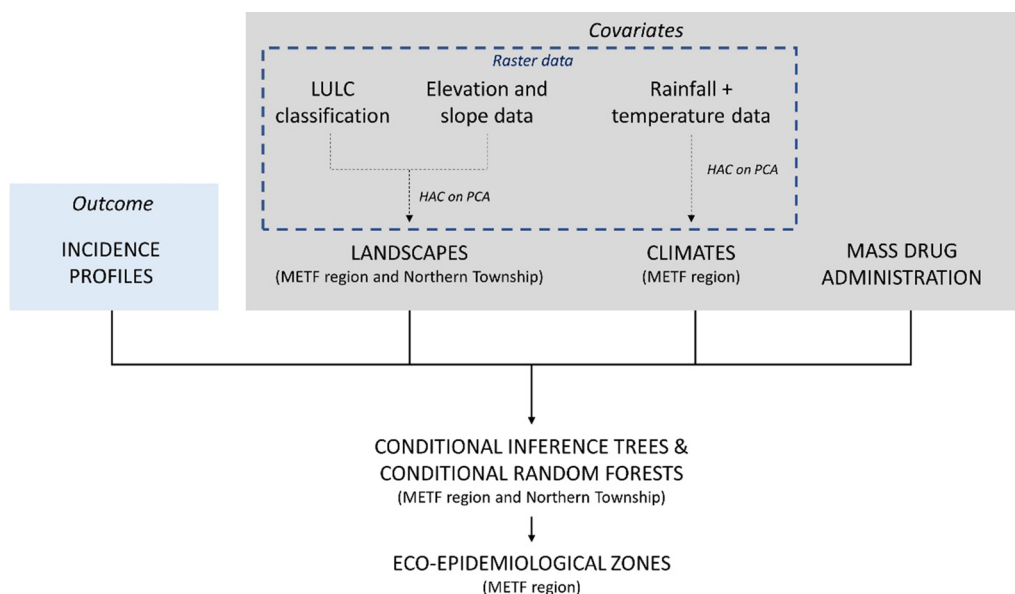 Covariates
Raster data
LULC
classification
Elevation and
slope data
Rainfall +
temperature data
HAC on PCA
HAC on PCA
Outcome
INCIDENCE
PROFILES
LANDSCAPES
(METF region and Northern Township)
CLIMATES
(METF region)
MASS DRUG
ADMINISTRATION
CONDITIONAL INFERENCE TREES &
CONDITIONAL RANDOM FORESTS
(METF region and Northern Township)
ECO-EPIDEMIOLOGICAL ZONES
(METF region)